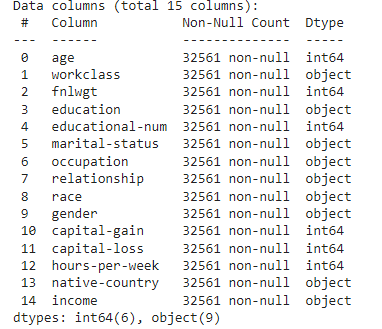 Data columns (total 15 columns):
 #   Column           Non-Null Count  Dtype
---  ------           --------------  -----
 0   age              32561 non-null  int64
 1   workclass        32561 non-null  object
 2   fnlwgt           32561 non-null  int64
 3   education        32561 non-null  object
 4   educational-num  32561 non-null  int64
 5   marital-status   32561 non-null  object
 6   occupation       32561 non-null  object
 7   relationship     32561 non-null  object
 8   race             32561 non-null  object
 9   gender           32561 non-null  object
 10  capital-gain     32561 non-null  int64
 11  capital-loss     32561 non-null  int64
 12  hours-per-week   32561 non-null  int64
 13  native-country   32561 non-null  object
 14  income           32561 non-null  object
dtypes: int64(6), object(9)